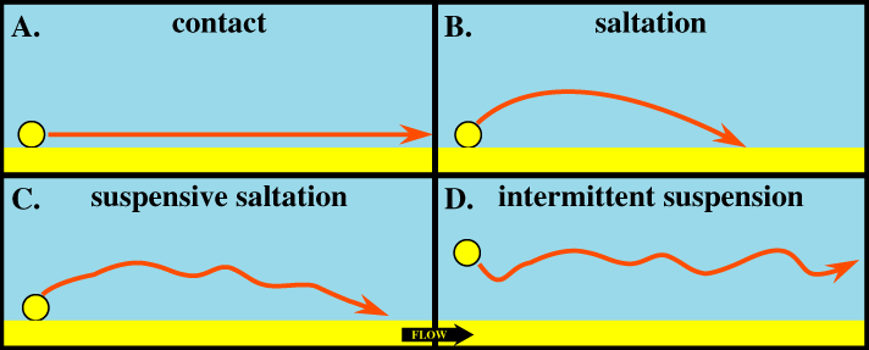 A. contact
B. saltation
C. suspensive saltation
D. intermittent suspension
FLOW